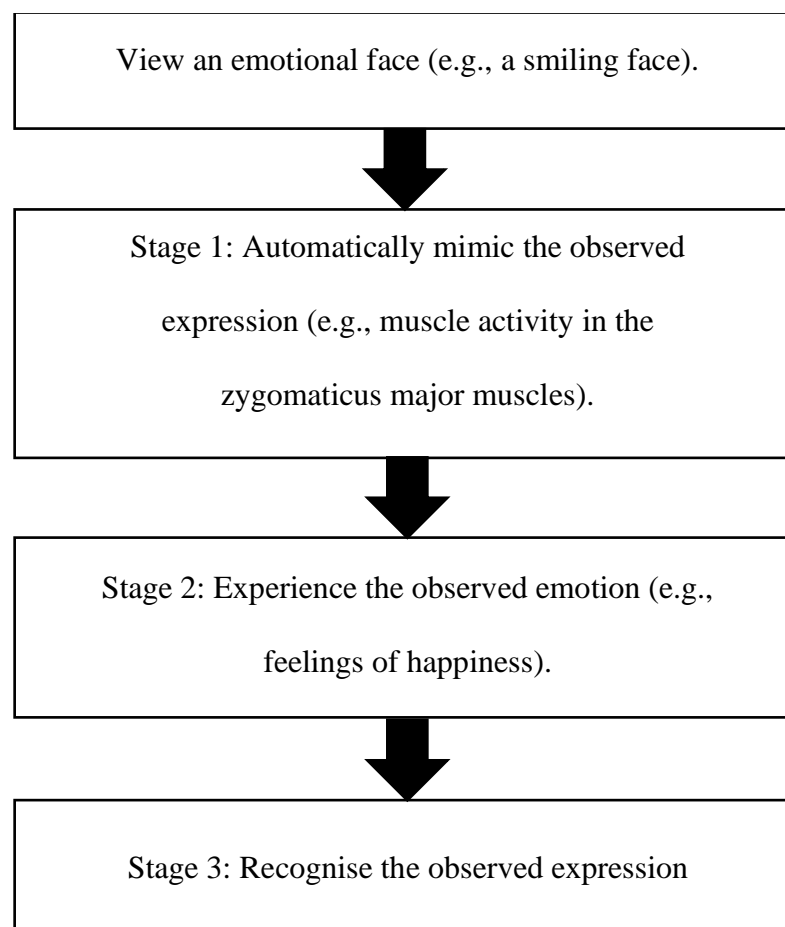 View an emotional face (e.g., a smiling face).
Stage 1: Automatically mimic the observed
expression (e.g., muscle activity in the
zygomaticus major muscles).
Stage 2: Experience the observed emotion (e.g.,
feelings of happiness).
Stage 3: Recognise the observed expression